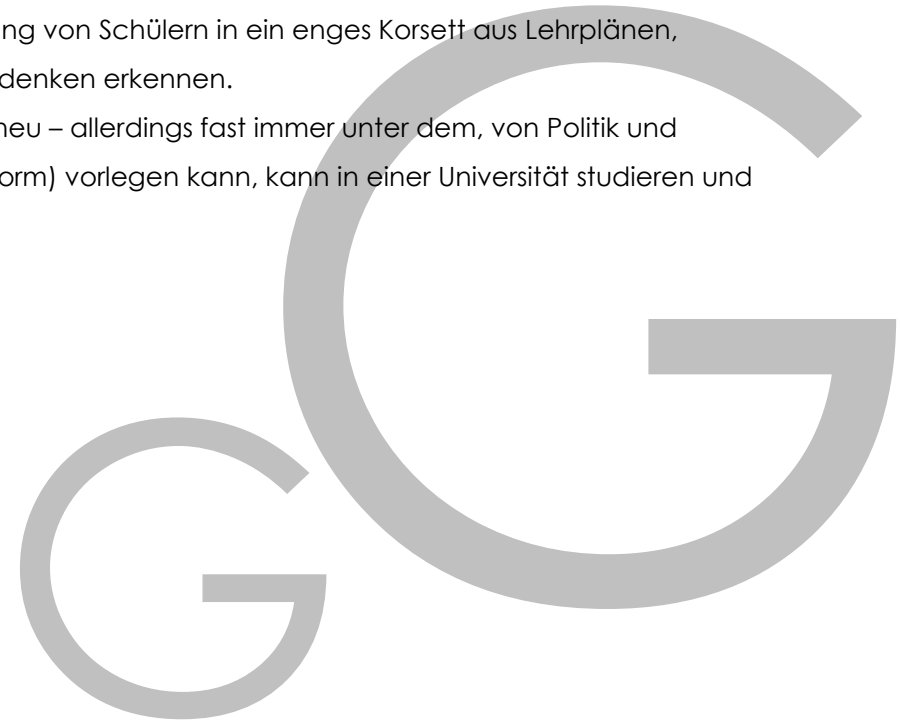 ng von Schülern in ein enges Korsett aus Lehrplänen,
denken erkennen.
neu – allerdings fast immer unter dem, von Politik und
orm) vorlegen kann, kann in einer Universität studieren und
G
G